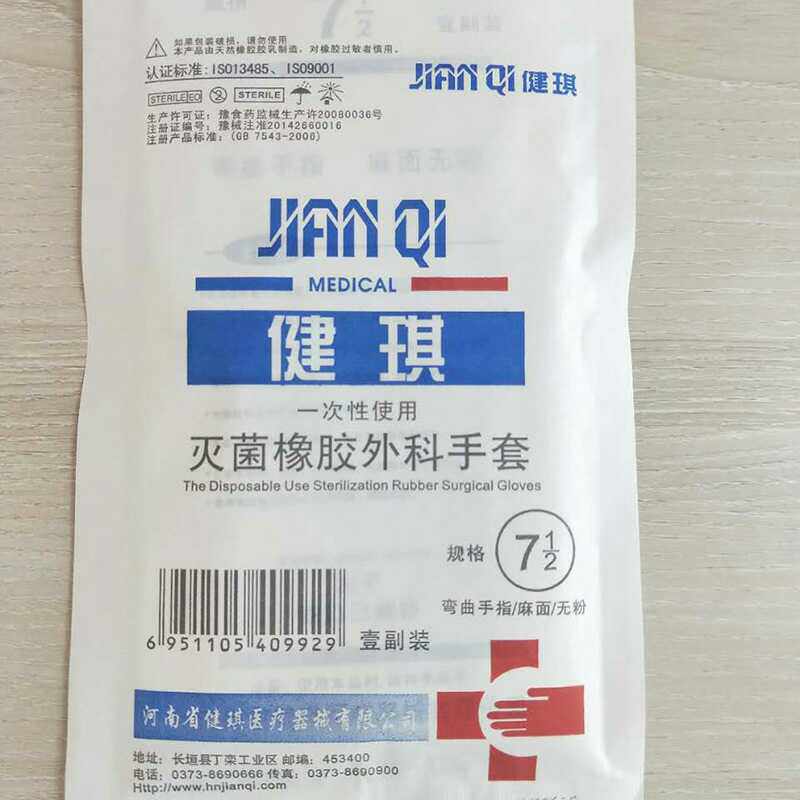 如果包装破损，请勿使用
本产品由天然橡胶胶乳制造，对橡胶过敏者慎用。
认证标准：ISO13485、ISO9001
JIAN QI 健琪
STERILE EO 2 STERILE
生产许可证：豫食药监械生产许20080036号
注册证编号：豫械注准20142660016
注册产品标准：(GB 7543-2006)
JIAN QI
MEDICAL
健琪
一次性使用
灭菌橡胶外科手套
The Disposable Use Sterilization Rubber Surgical Gloves
规格 7 1/2
弯曲手指/麻面/无粉
6 951105 409929 壹副装
河南省健琪医疗器械有限公司
地址：长垣县丁栾工业区 邮编：453400
电话：0373-8690666 传真：0373-8690900
Http://www.hnjianqi.com